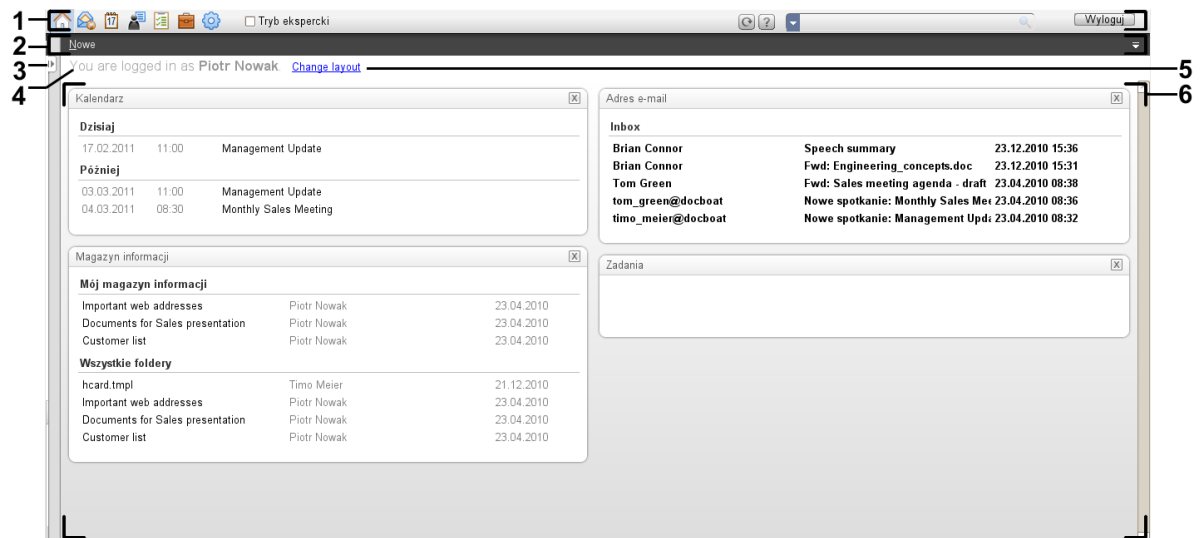 1
17
Tryb ekspercki
?
Wyloguj
2
Nowe
3
4
You are logged in as Piotr Nowak. Change layout
5
6
Kalendarz
X
Dzisiaj
17.02.2011 11:00 Management Update
Później
03.03.2011 11:00 Management Update
04.03.2011 08:30 Monthly Sales Meeting
Magazyn informacji
X
Mój magazyn informacji
Important web addresses Piotr Nowak 23.04.2010
Documents for Sales presentation Piotr Nowak 23.04.2010
Customer list Piotr Nowak 23.04.2010
Wszystkie foldery
hcard.tmpl Timo Meier 21.12.2010
Important web addresses Piotr Nowak 23.04.2010
Documents for Sales presentation Piotr Nowak 23.04.2010
Customer list Piotr Nowak 23.04.2010
Adres e-mail
X
Inbox
Brian Connor Speech summary 23.12.2010 15:36
Brian Connor Fwd: Engineering_concepts.doc 23.12.2010 15:31
Tom Green Fwd: Sales meeting agenda - draft 23.04.2010 08:38
tom_green@docboat Nowe spotkanie: Monthly Sales Mee 23.04.2010 08:36
timo_meier@docboat Nowe spotkanie: Management Upda 23.04.2010 08:32
Zadania
X